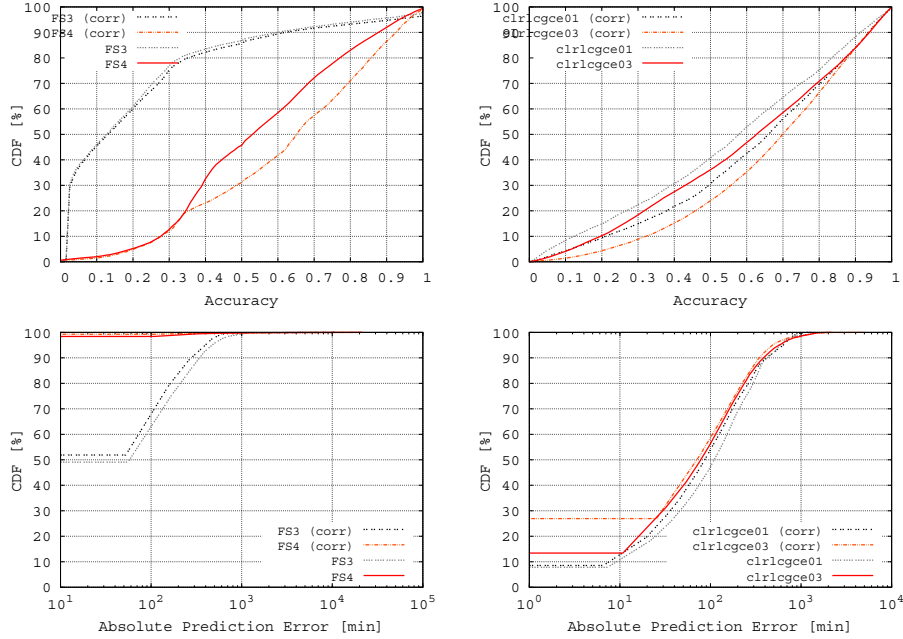 100
90
80
70
60
50
40
30
20
10
0
CDF [%]
0 0.1 0.2 0.3 0.4 0.5 0.6 0.7 0.8 0.9 1
Accuracy
FS3 (corr)
FS4 (corr)
FS3
FS4
100
90
80
70
60
50
40
30
20
10
0
CDF [%]
0 0.1 0.2 0.3 0.4 0.5 0.6 0.7 0.8 0.9 1
Accuracy
clrlcgce01 (corr)
clrlcgce03 (corr)
clrlcgce01
clrlcgce03
100
90
80
70
60
50
40
30
20
10
0
CDF [%]
10^1 10^2 10^3 10^4 10^5
Absolute Prediction Error [min]
FS3 (corr)
FS4 (corr)
FS3
FS4
100
90
80
70
60
50
40
30
20
10
0
CDF [%]
10^0 10^1 10^2 10^3 10^4
Absolute Prediction Error [min]
clrlcgce01 (corr)
clrlcgce03 (corr)
clrlcgce01
clrlcgce03